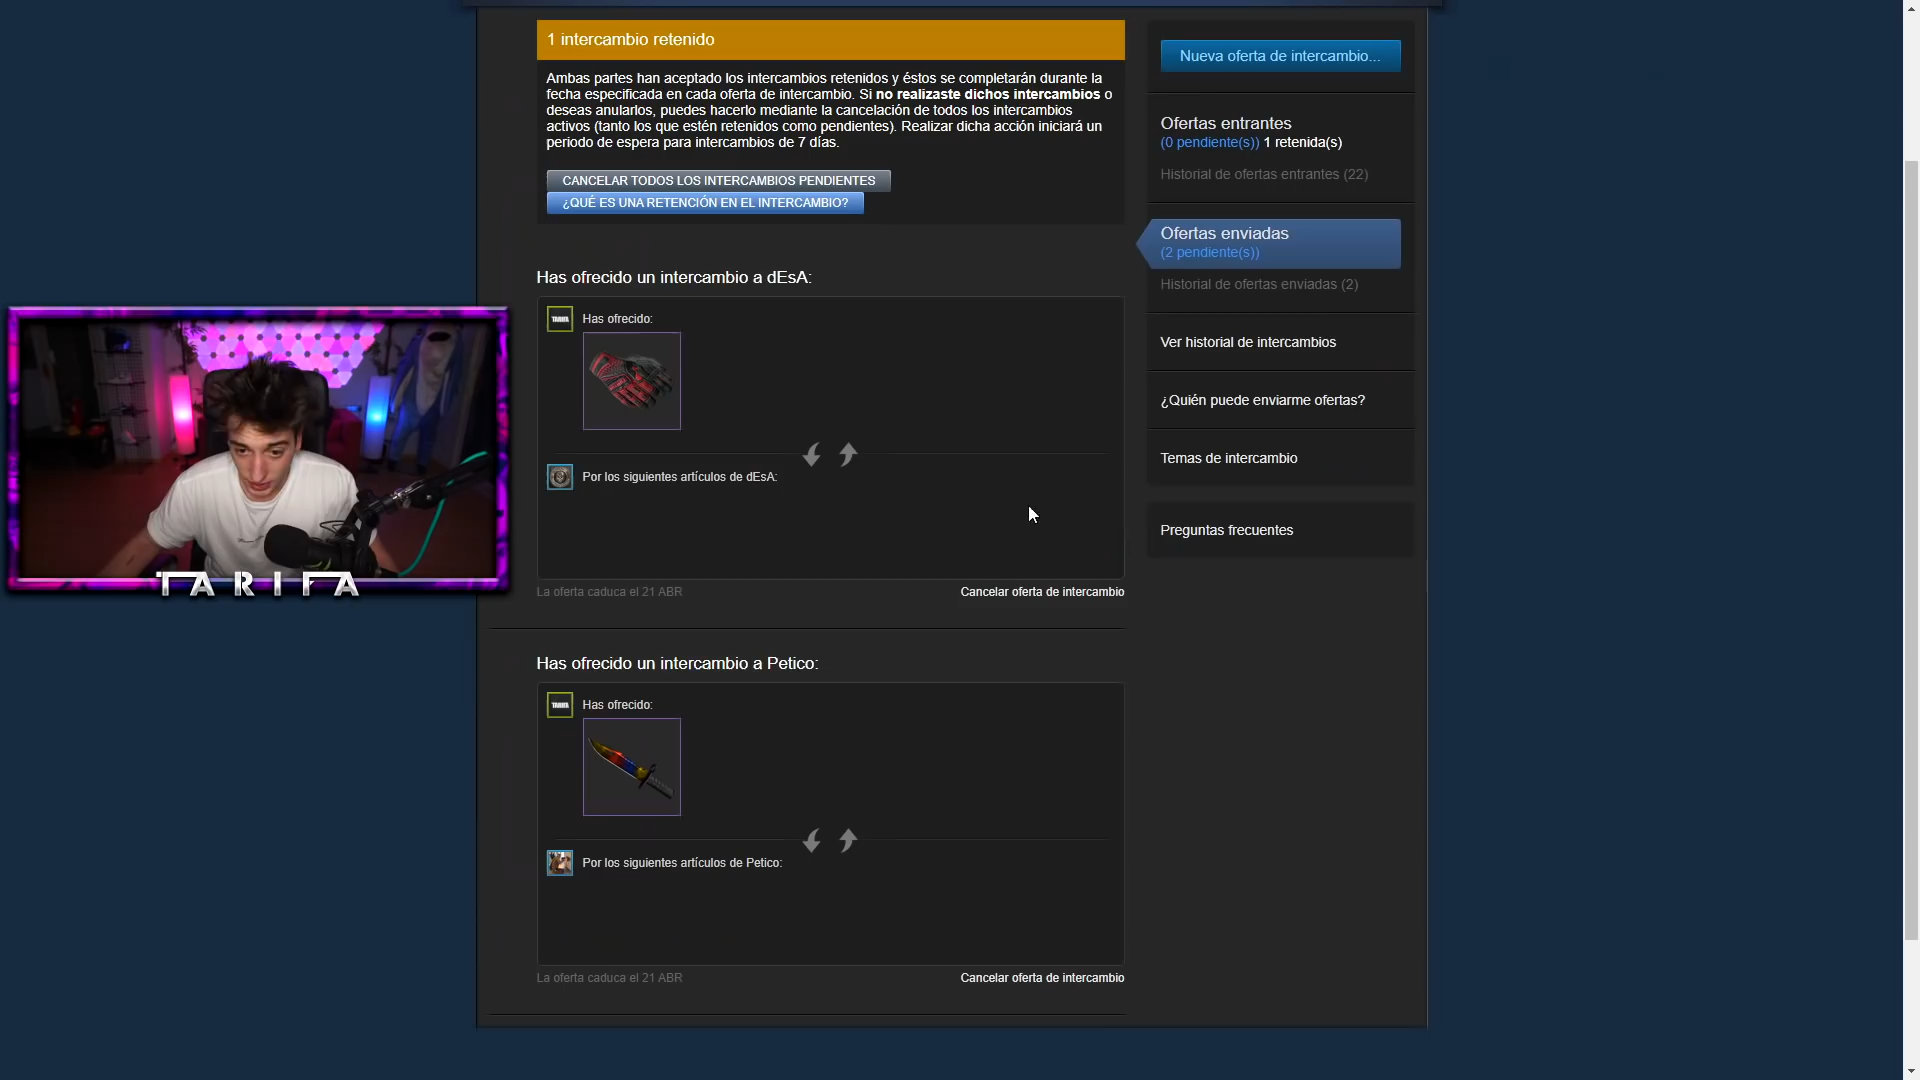 1 intercambio retenido
Ambas partes han aceptado los intercambios retenidos y éstos se completarán durante la
fecha especificada en cada oferta de intercambio. Si no realizaste dichos intercambios o
deseas anularlos, puedes hacerlo mediante la cancelación de todos los intercambios
activos (tanto los que estén retenidos como pendientes). Realizar dicha acción iniciará un
periodo de espera para intercambios de 7 días.
CANCELAR TODOS LOS INTERCAMBIOS PENDIENTES
¿QUÉ ES UNA RETENCIÓN EN EL INTERCAMBIO?
Has ofrecido un intercambio a dEsA:
TARIFA
Has ofrecido:
Por los siguientes artículos de dEsA:
La oferta caduca el 21 ABR
Cancelar oferta de intercambio
Has ofrecido un intercambio a Petico:
TARIFA
Has ofrecido:
Por los siguientes artículos de Petico:
La oferta caduca el 21 ABR
Cancelar oferta de intercambio
Nueva oferta de intercambio...
Ofertas entrantes
(0 pendiente(s)) 1 retenida(s)
Historial de ofertas entrantes (22)
Ofertas enviadas
(2 pendiente(s))
Historial de ofertas enviadas (2)
Ver historial de intercambios
¿Quién puede enviarme ofertas?
Temas de intercambio
Preguntas frecuentes
TARIFA